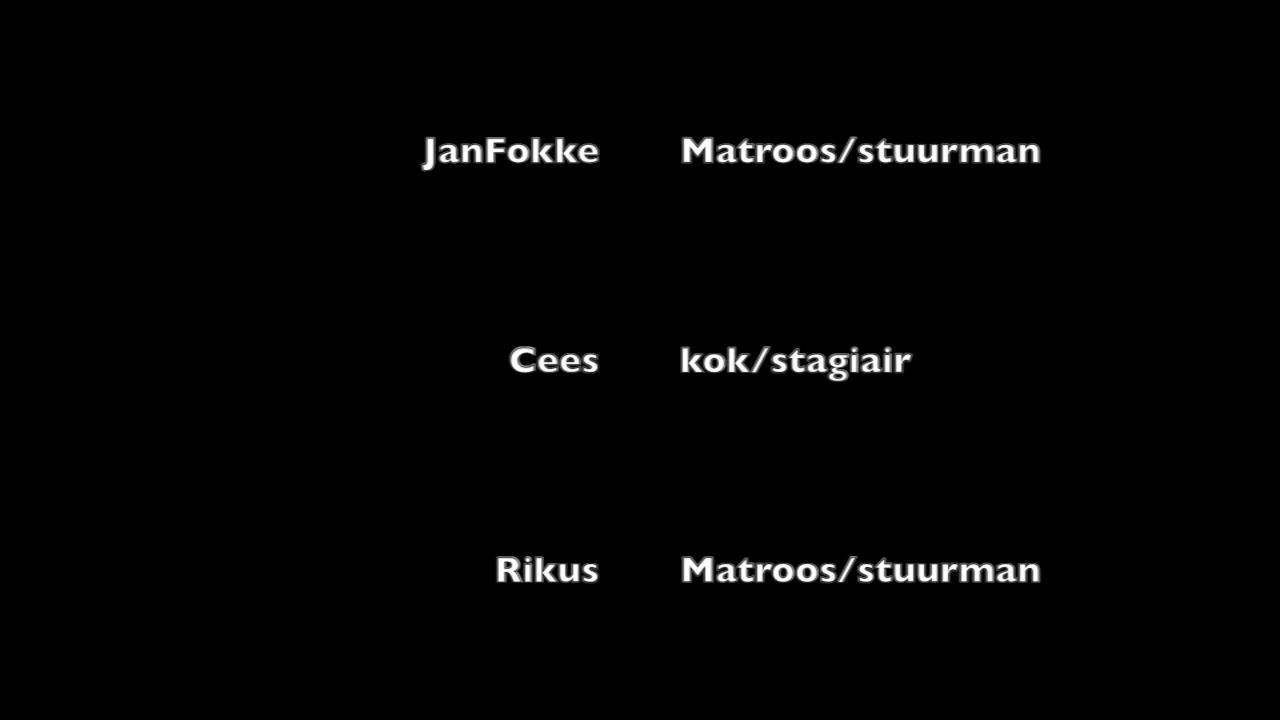 JanFokke Matroos/stuurman
Cees kok/stagiair
Rikus Matroos/stuurman